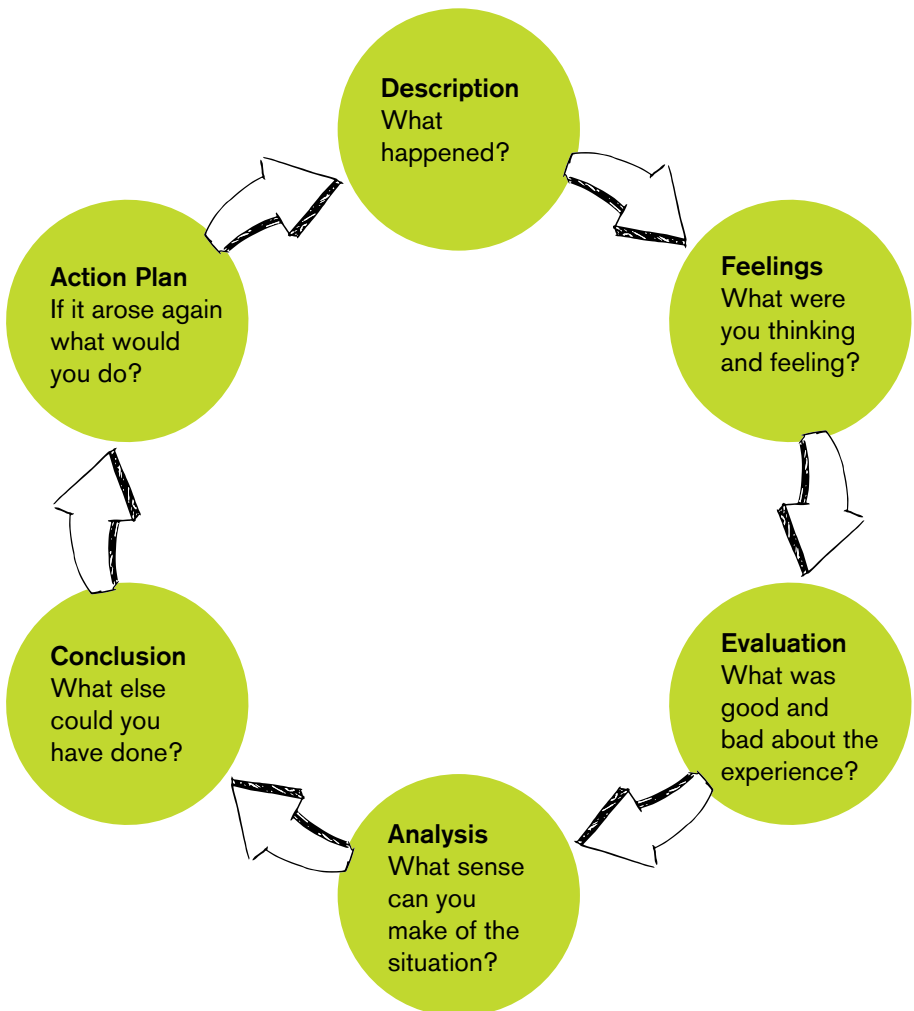 Description
What
happened?
Feelings
What were
you thinking
and feeling?
Evaluation
What was
good and
bad about the
experience?
Analysis
What sense
can you
make of the
situation?
Conclusion
What else
could you
have done?
Action Plan
If it arose again
what would
you do?